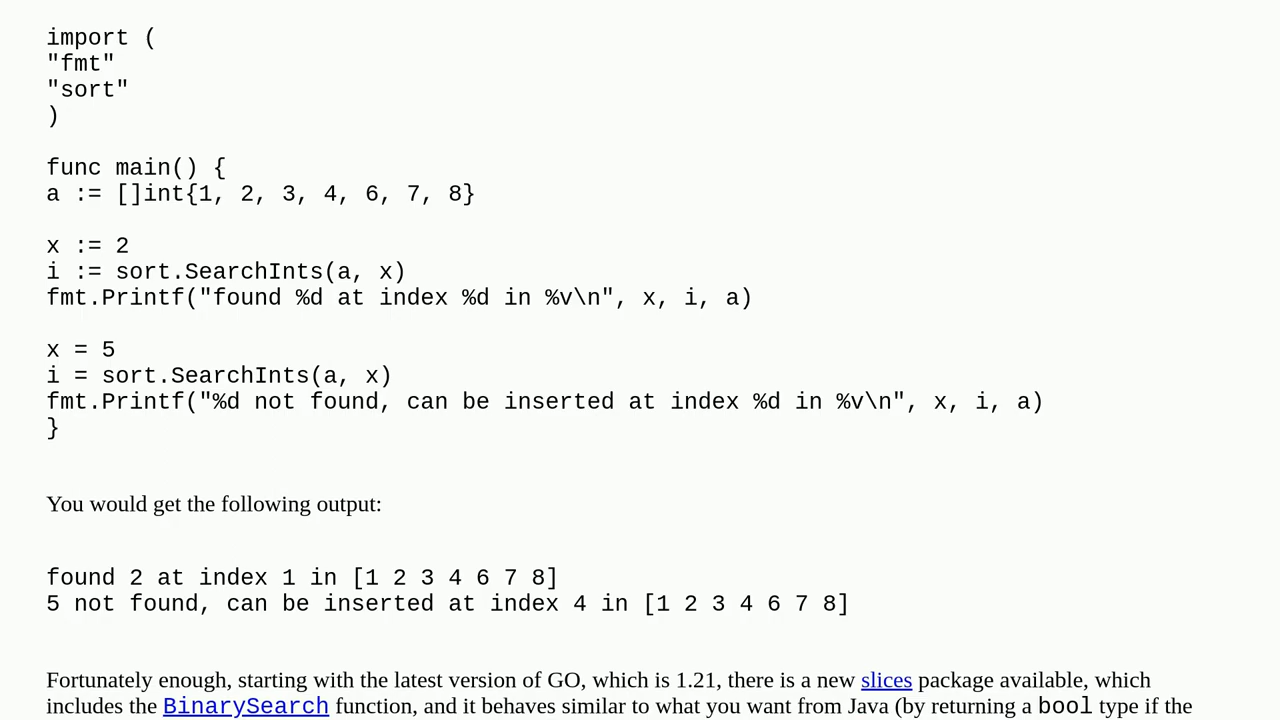 import (
"fmt"
"sort"
)
func main() {
a := []int{1, 2, 3, 4, 6, 7, 8}
x := 2
i := sort.SearchInts(a, x)
fmt.Printf("found %d at index %d in %v\n", x, i, a)
x = 5
i = sort.SearchInts(a, x)
fmt.Printf("%d not found, can be inserted at index %d in %v\n", x, i, a)
}
You would get the following output:
found 2 at index 1 in [1 2 3 4 6 7 8]
5 not found, can be inserted at index 4 in [1 2 3 4 6 7 8]
Fortunately enough, starting with the latest version of GO, which is 1.21, there is a new slices package available, which
includes the BinarySearch function, and it behaves similar to what you want from Java (by returning a bool type if the